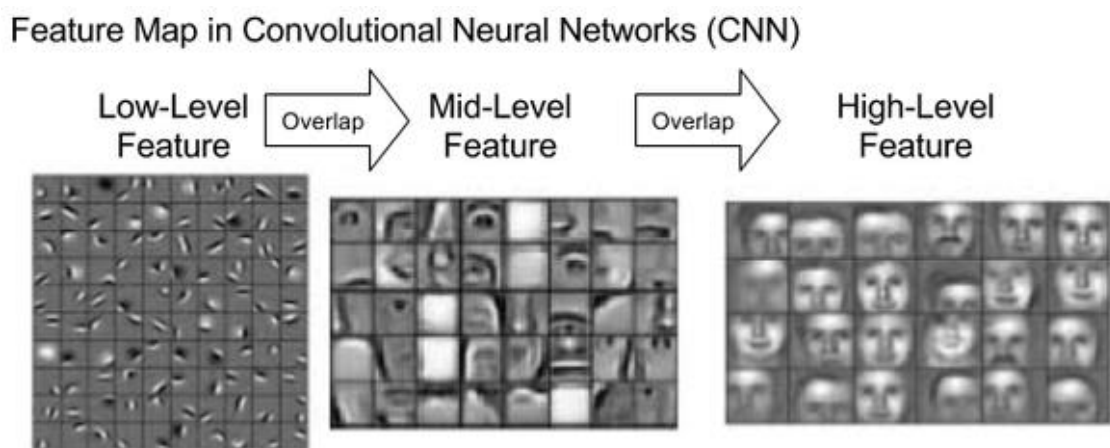 Feature Map in Convolutional Neural Networks (CNN)
Low-Level
Feature
Overlap
Mid-Level
Feature
Overlap
High-Level
Feature